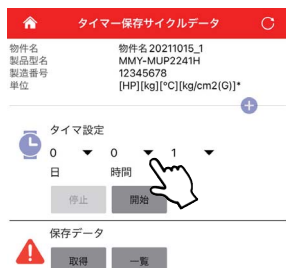 タイマー保存サイクルデータ
物件名 物件名20211015_1
製品型名 MMY-MUP2241H
製造番号 12345678
単位 [HP][kg][°C][kg/cm2(G)]*
タイマ設定
0 0 1
日 時間
停止 開始
保存データ
取得 一覧